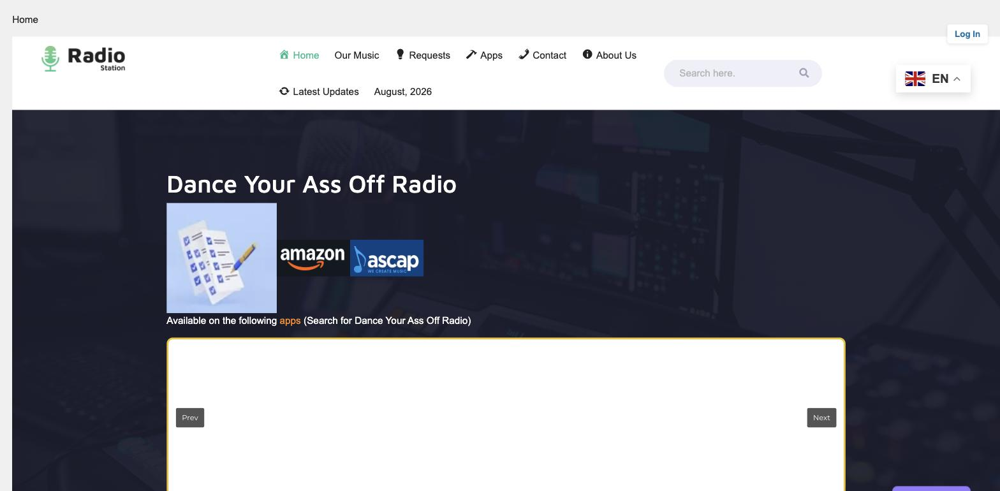 Home
Log In
Radio
Station
Home
Our Music
Requests
Apps
Contact
About Us
Search here.
EN
Latest Updates
August, 2026
Dance Your Ass Off Radio
amazon
ascap
WE CREATE MUSIC
Available on the following apps (Search for Dance Your Ass Off Radio)
Prev
Next